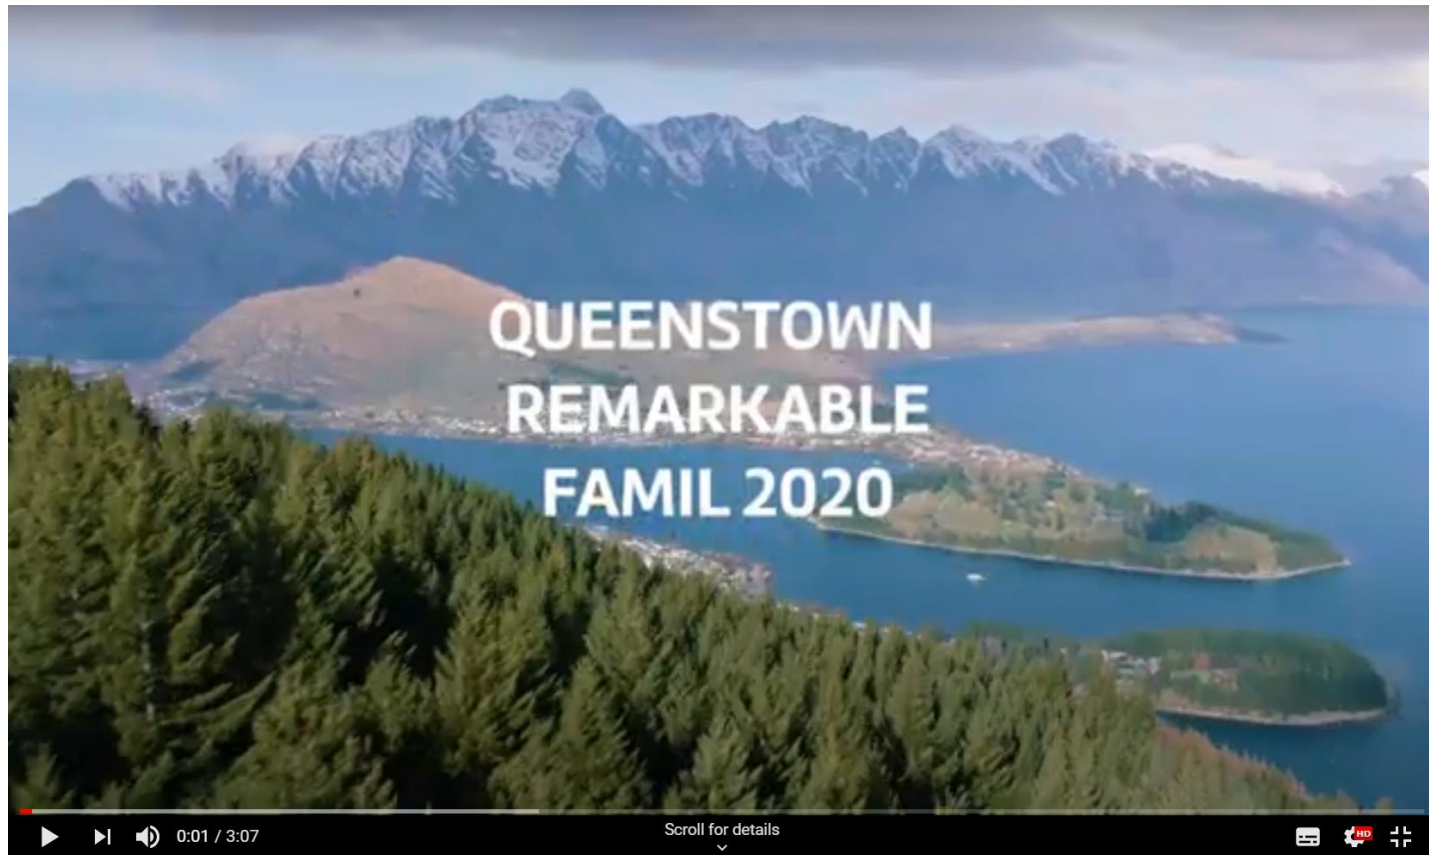 QUEENSTOWN
REMARKABLE
FAMIL 2020
0:01 / 3:07
Scroll for details
HD